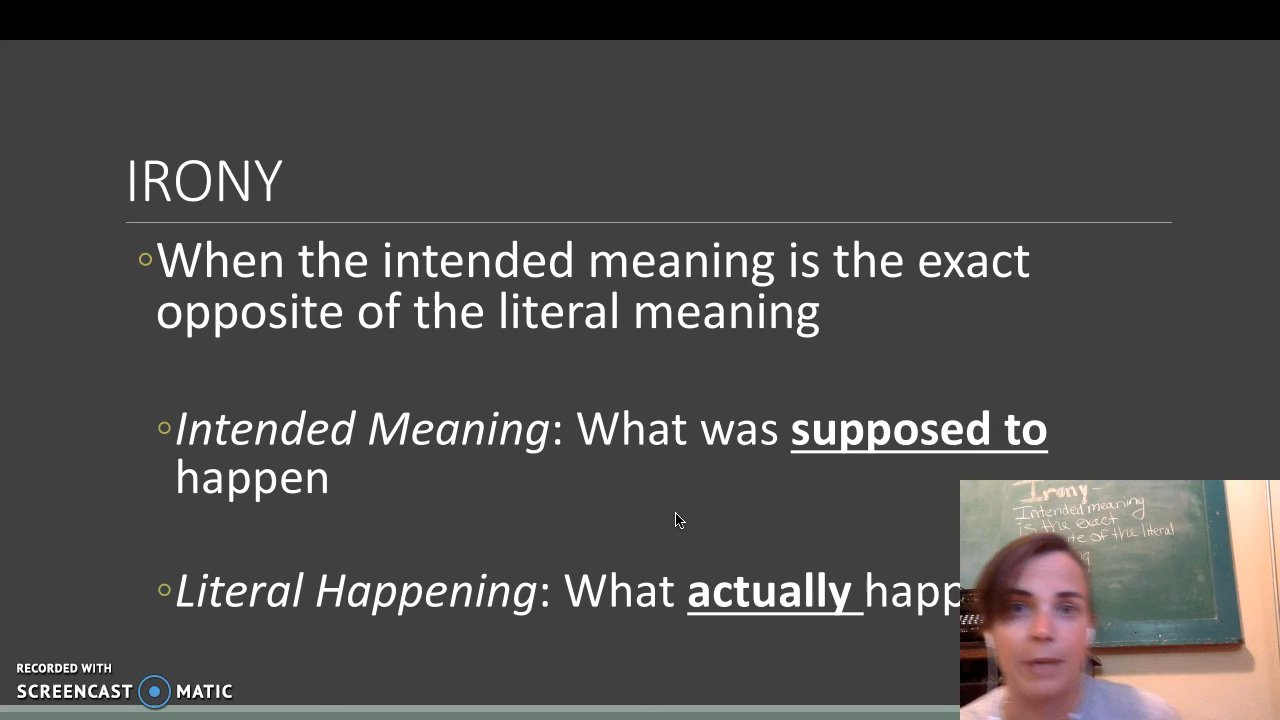 IRONY
When the intended meaning is the exact
opposite of the literal meaning
Intended Meaning: What was supposed to
happen
Literal Happening: What actually happ
Irony-
Intended meaning
is the exact
ite of the literal
RECORDED WITH
SCREENCAST MATIC